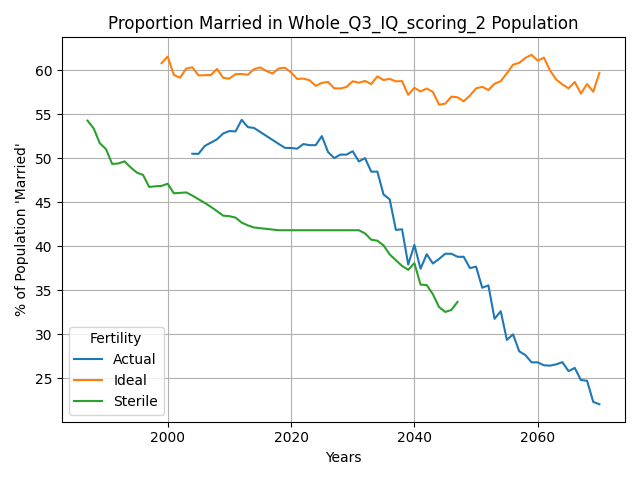 Proportion Married in Whole_Q3_IQ_scoring_2 Population
% of Population 'Married'
60
55
50
45
40
35
30
25
Fertility
Actual
Ideal
Sterile
2000 2020 2040 2060
Years